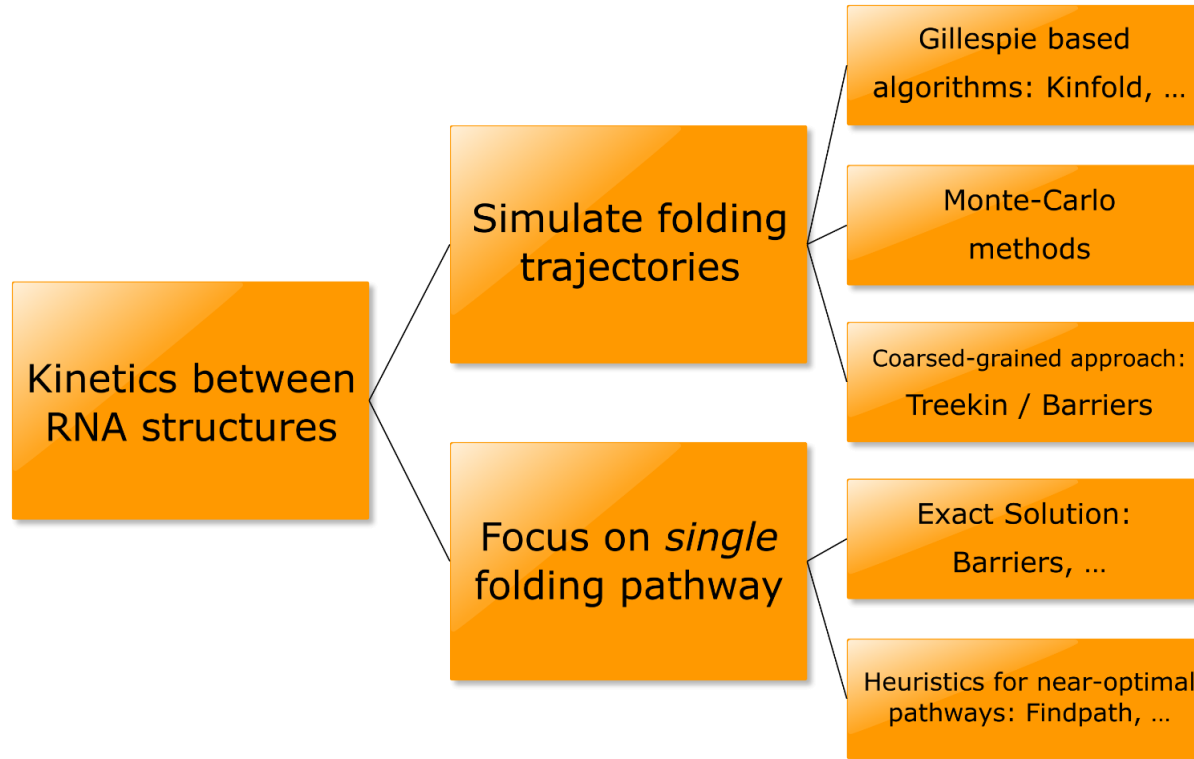 Kinetics between
RNA structures
Simulate folding
trajectories
Focus on single
folding pathway
Gillespie based
algorithms: Kinfold, …
Monte-Carlo
methods
Coarsed-grained approach:
Treekin / Barriers
Exact Solution:
Barriers, …
Heuristics for near-optimal
pathways: Findpath, …